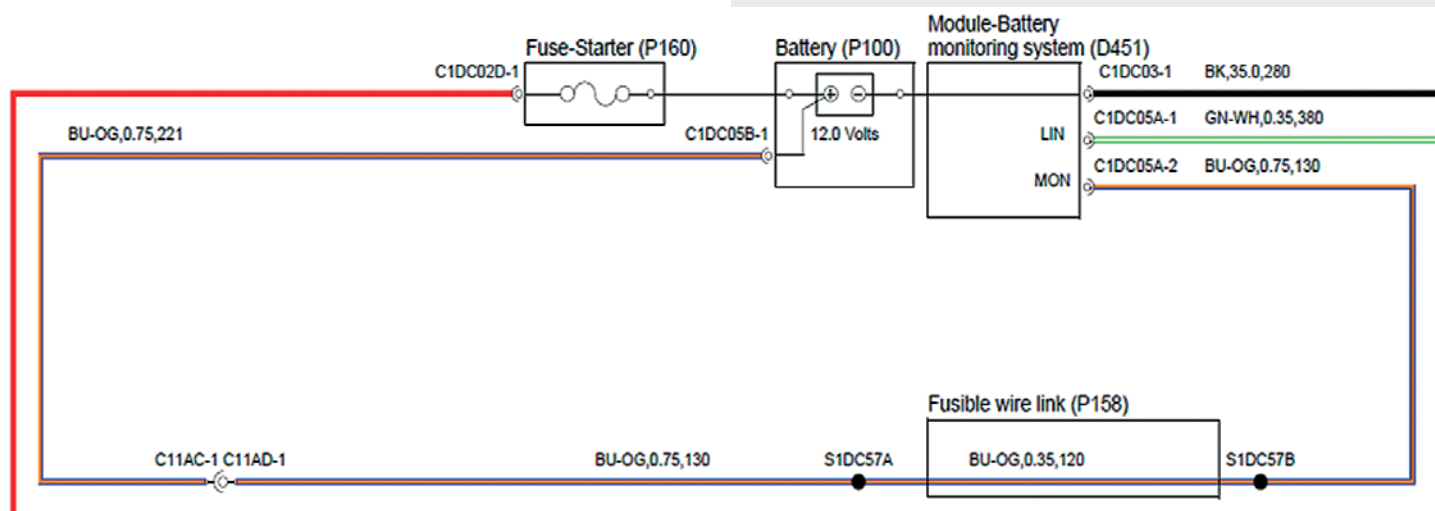 Module-Battery
monitoring system (D451)
Fuse-Starter (P160)
Battery (P100)
C1DC02D-1
C1DC03-1 BK,35.0,280
C1DC05A-1 GN-WH,0.35,380
BU-OG,0.75,221
C1DC05B-1
12.0 Volts
LIN
C1DC05A-2 BU-OG,0.75,130
MON
Fusible wire link (P158)
C11AC-1 C11AD-1
BU-OG,0.75,130
S1DC57A
BU-OG,0.35,120
S1DC57B